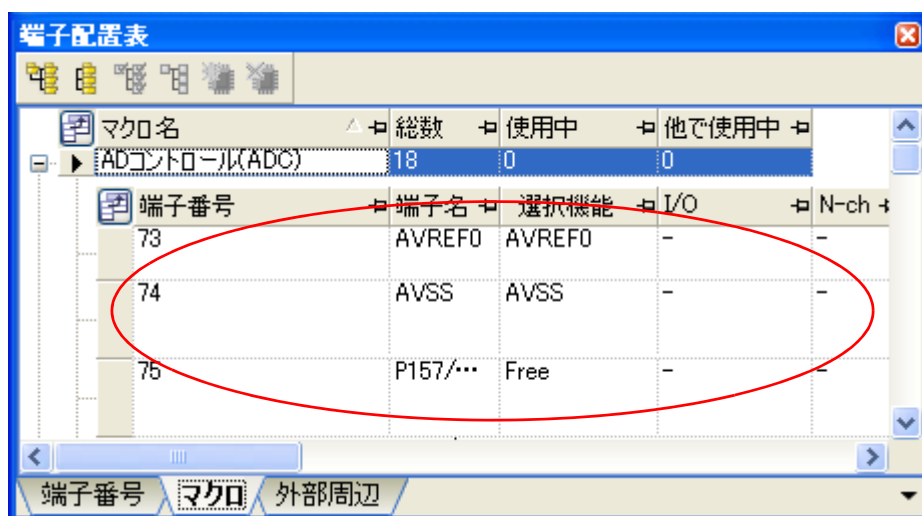 端子配置表
マクロ名 総数 使用中 他で使用中
ADコントロール(ADC) 18 0 0
端子番号 端子名 選択機能 I/O N-ch
73 AVREF0 AVREF0 - -
74 AVSS AVSS - -
75 P157/… Free - -
端子番号 マクロ 外部周辺